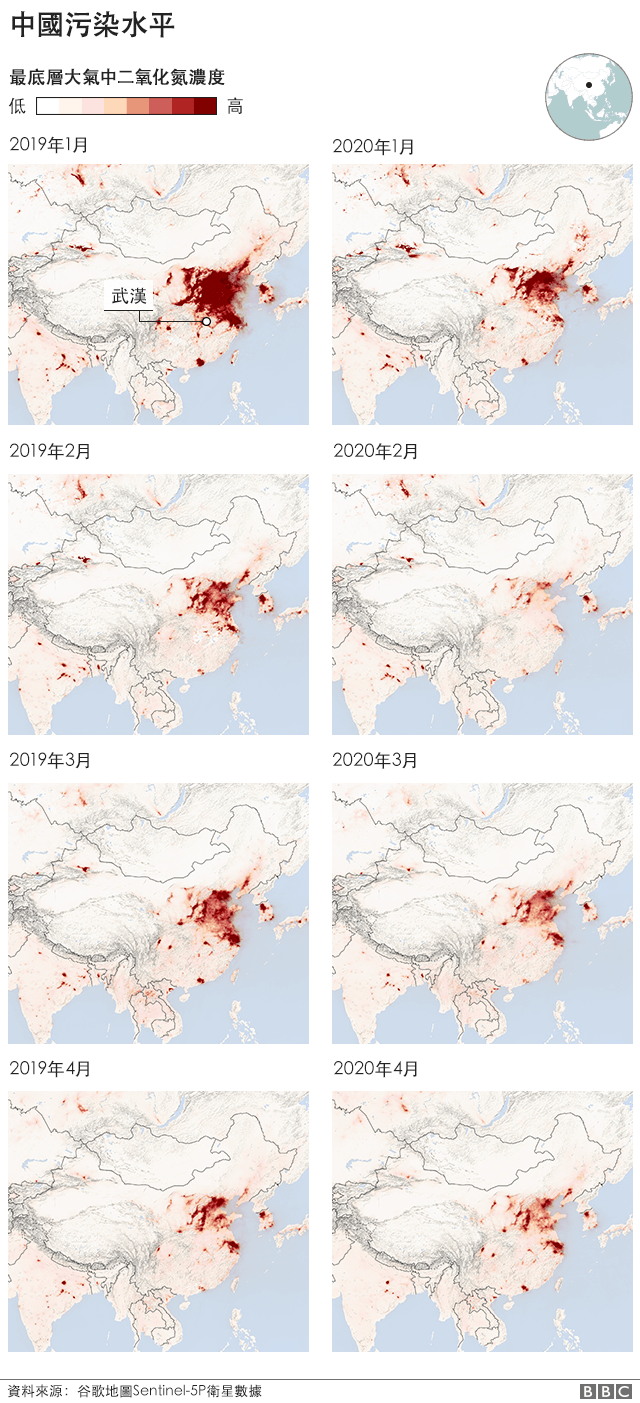 中國污染水平
最底層大氣中二氧化氮濃度
低 高
2019年1月 2020年1月
武漢
2019年2月 2020年2月
2019年3月 2020年3月
2019年4月 2020年4月
資料來源：谷歌地圖Sentinel-5P衛星數據 BBC